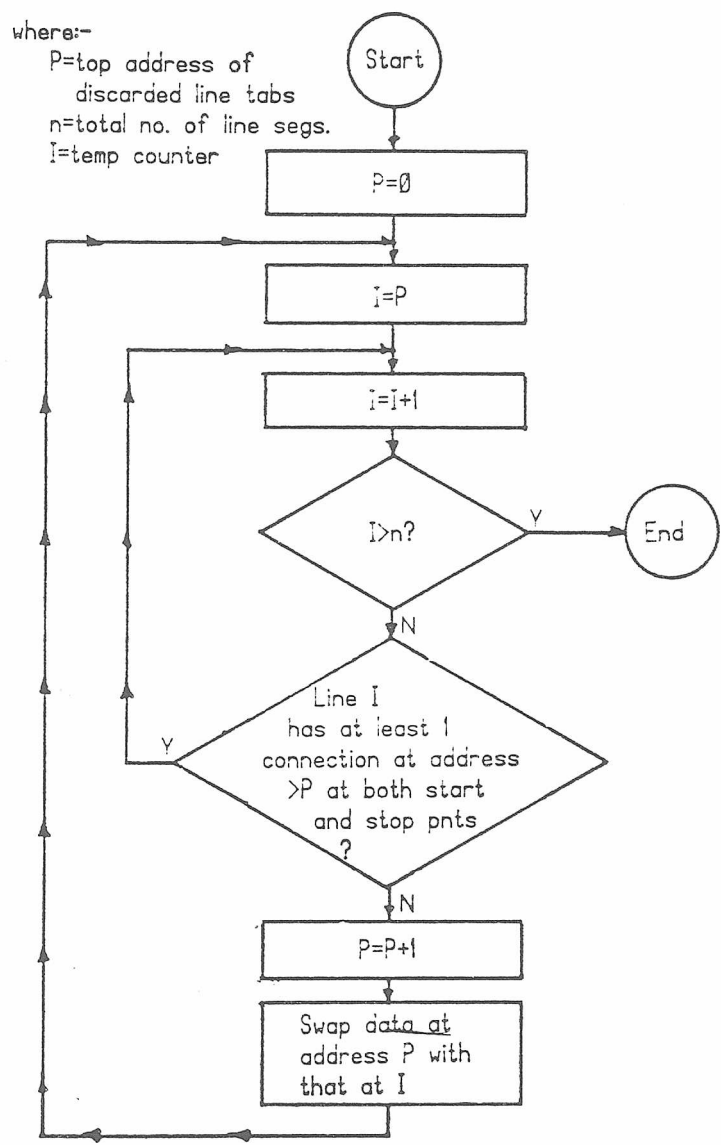 where:-
P=top address of
discarded line tabs
n=total no. of line segs.
I=temp counter
Start
P=Ø
I=P
I=I+1
I>n?
Y
End
N
Line I
has at least 1
connection at address
>P at both start
and stop pnts
?
Y
N
P=P+1
Swap data at
address P with
that at I